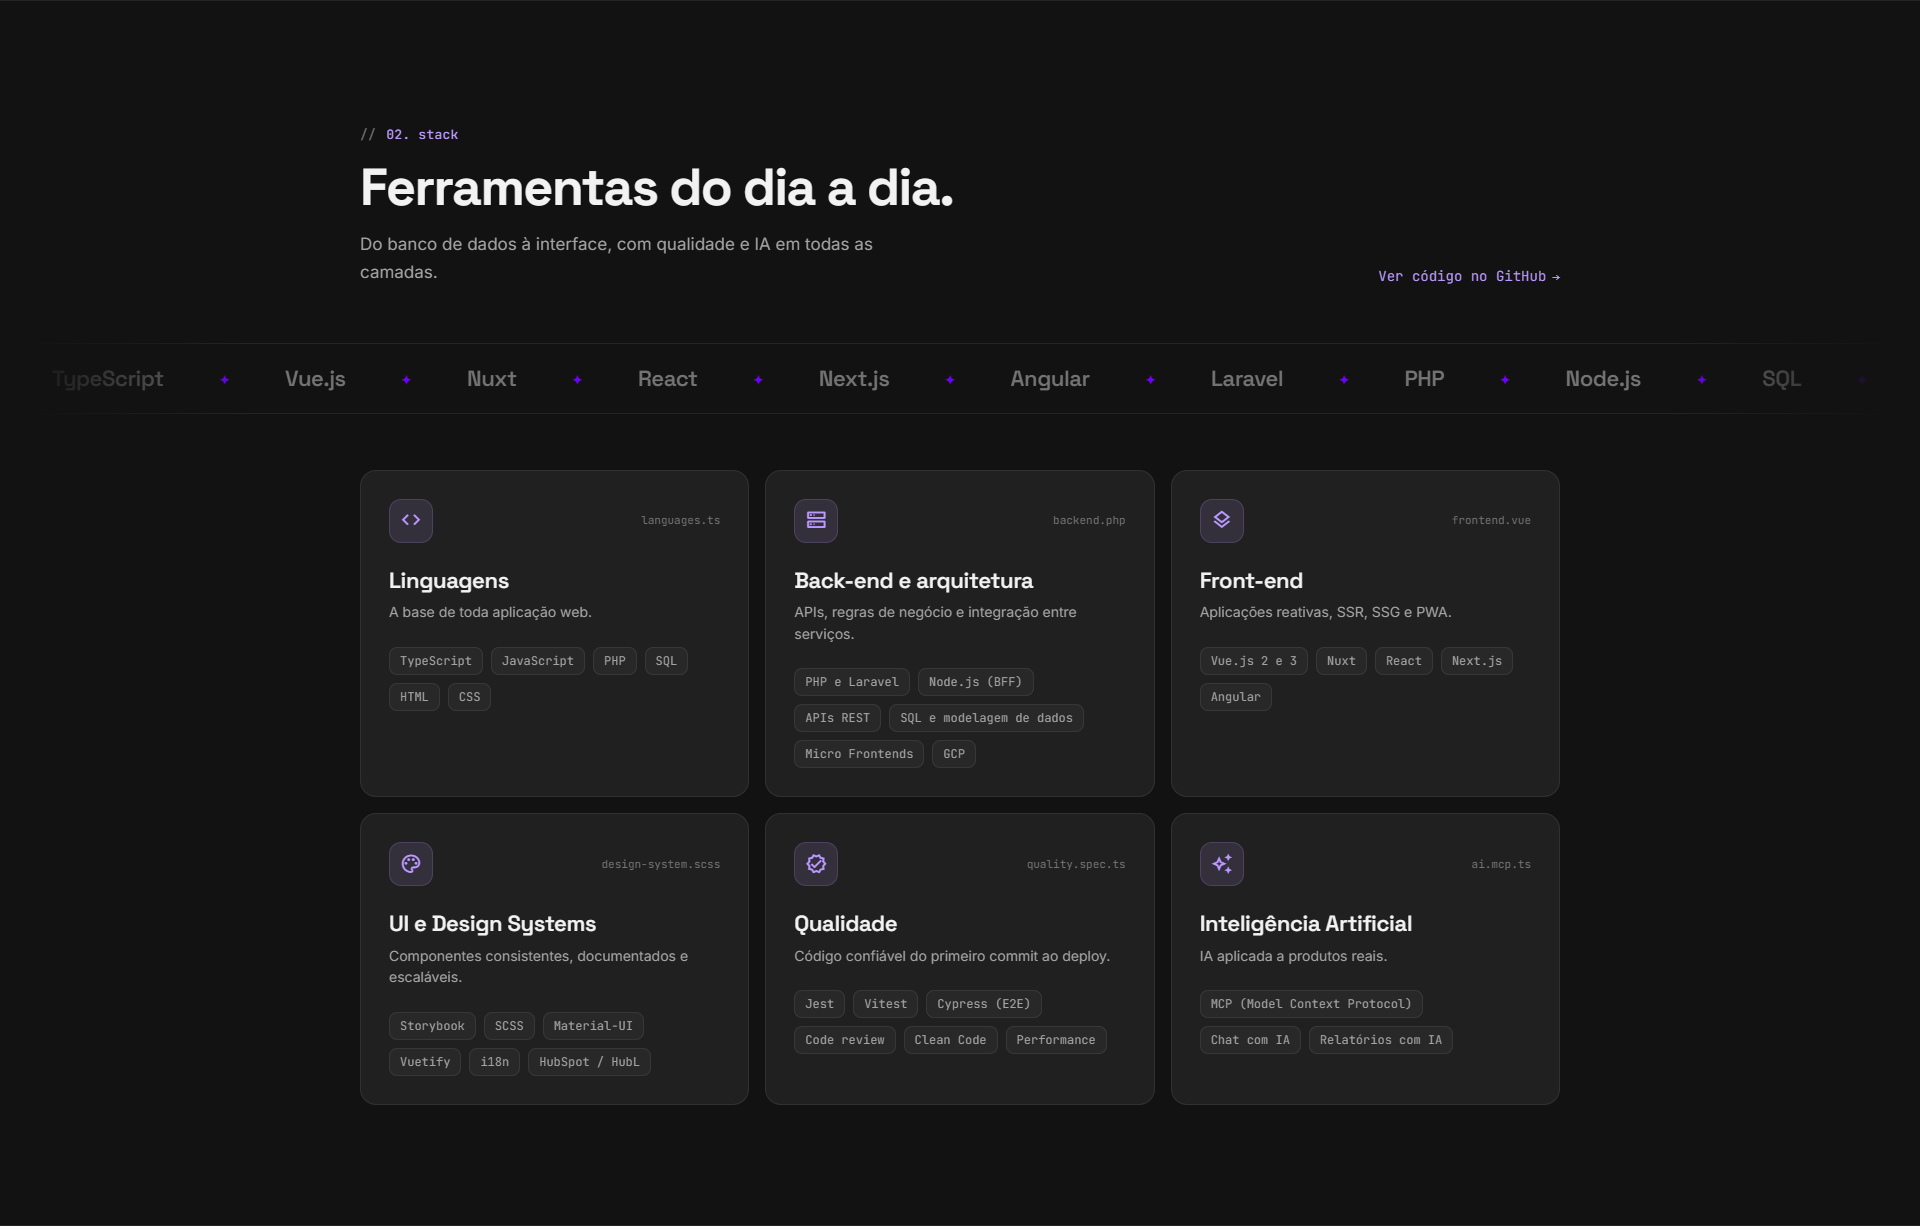 // 02. stack
Ferramentas do dia a dia.
Do banco de dados à interface, com qualidade e IA em todas as
camadas.
Ver código no GitHub →
TypeScript ✦ Vue.js ✦ Nuxt ✦ React ✦ Next.js ✦ Angular ✦ Laravel ✦ PHP ✦ Node.js ✦ SQL ✦
languages.ts
Linguagens
A base de toda aplicação web.
TypeScript JavaScript PHP SQL
HTML CSS
backend.php
Back-end e arquitetura
APIs, regras de negócio e integração entre
serviços.
PHP e Laravel Node.js (BFF)
APIs REST SQL e modelagem de dados
Micro Frontends GCP
frontend.vue
Front-end
Aplicações reativas, SSR, SSG e PWA.
Vue.js 2 e 3 Nuxt React Next.js
Angular
design-system.scss
UI e Design Systems
Componentes consistentes, documentados e
escaláveis.
Storybook SCSS Material-UI
Vuetify i18n HubSpot / HubL
quality.spec.ts
Qualidade
Código confiável do primeiro commit ao deploy.
Jest Vitest Cypress (E2E)
Code review Clean Code Performance
ai.mcp.ts
Inteligência Artificial
IA aplicada a produtos reais.
MCP (Model Context Protocol)
Chat com IA Relatórios com IA